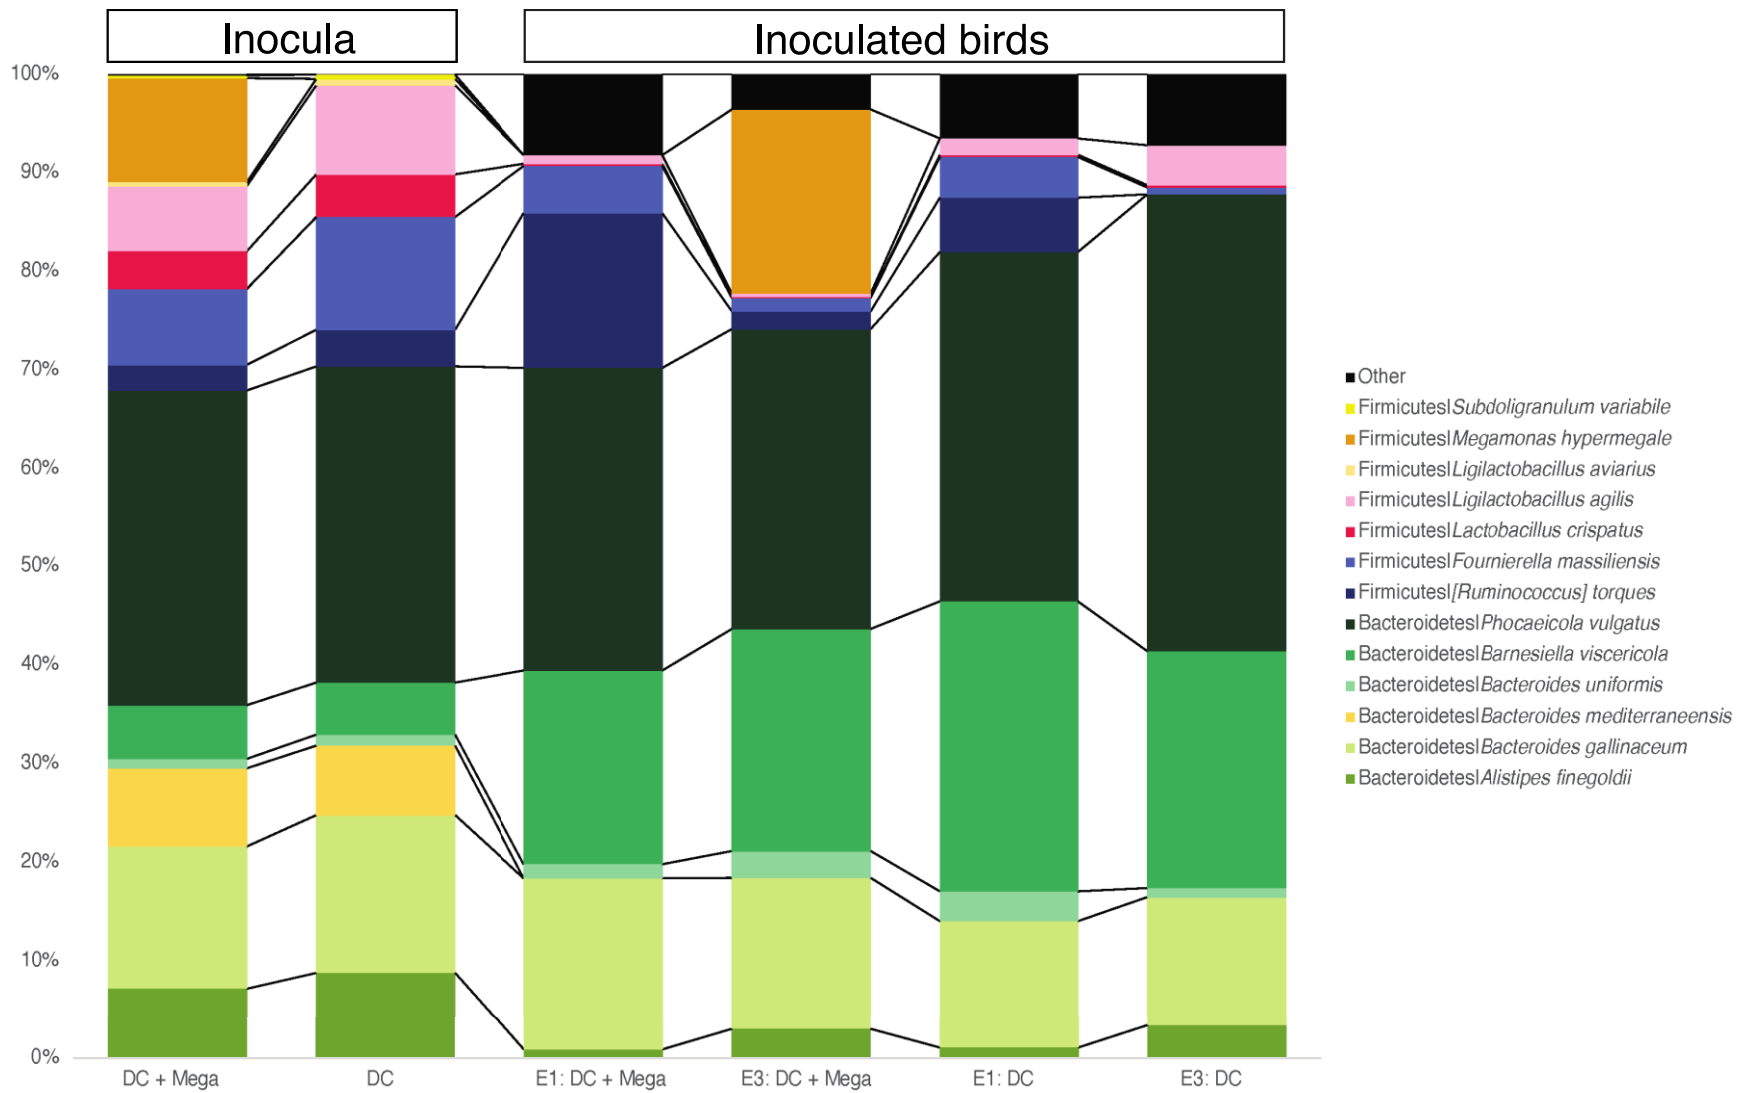 Inocula
Inoculated birds
100%
90%
80%
70%
60%
50%
40%
30%
20%
10%
0%
Other
Firmicutes|Subdoligranulum variabile
Firmicutes|Megamonas hypermegale
Firmicutes|Ligilactobacillus aviarius
Firmicutes|Ligilactobacillus agilis
Firmicutes|Lactobacillus crispatus
Firmicutes|Fournierella massiliensis
Firmicutes|[Ruminococcus] torques
Bacteroidetes|Phocaeicola vulgatus
Bacteroidetes|Barnesiella viscericola
Bacteroidetes|Bacteroides uniformis
Bacteroidetes|Bacteroides mediterraneensis
Bacteroidetes|Bacteroides gallinaceum
Bacteroidetes|Alistipes finegoldii
DC + Mega
DC
E1: DC + Mega
E3: DC + Mega
E1: DC
E3: DC